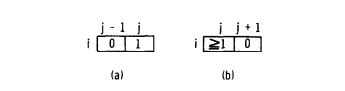 j - 1 j
i 0 1
(a)
j j + 1
i ≧1 0
(b)